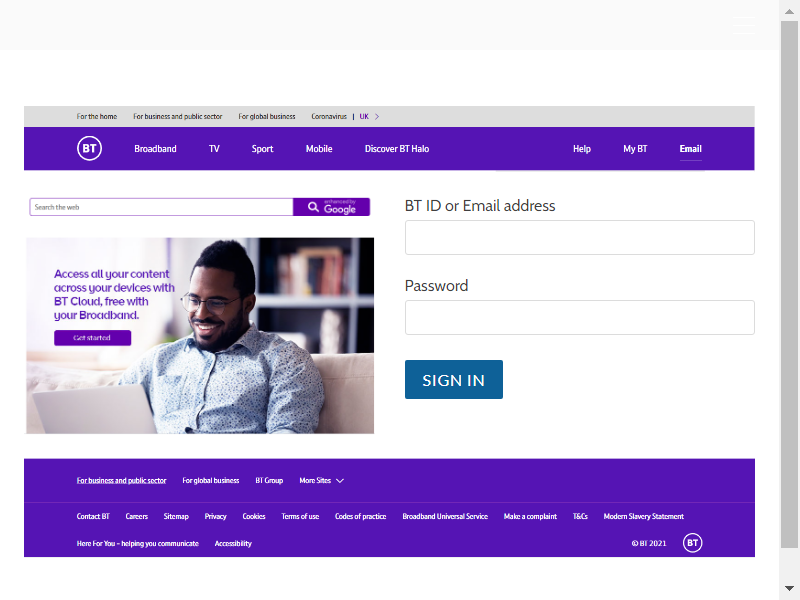 For the home For business and public sector For global business Coronavirus | UK
BT Broadband TV Sport Mobile Discover BT Halo Help My BT Email
Search the web
enhanced by
Google
BT ID or Email address
Access all your content
across your devices with
BT Cloud, free with
your Broadband.
Get started
Password
SIGN IN
For business and public sector For global business BT Group More Sites
Contact BT Careers Sitemap Privacy Cookies Terms of use Codes of practice Broadband Universal Service Make a complaint T&Cs Modern Slavery Statement
Here For You – helping you communicate Accessibility © BT 2021 BT